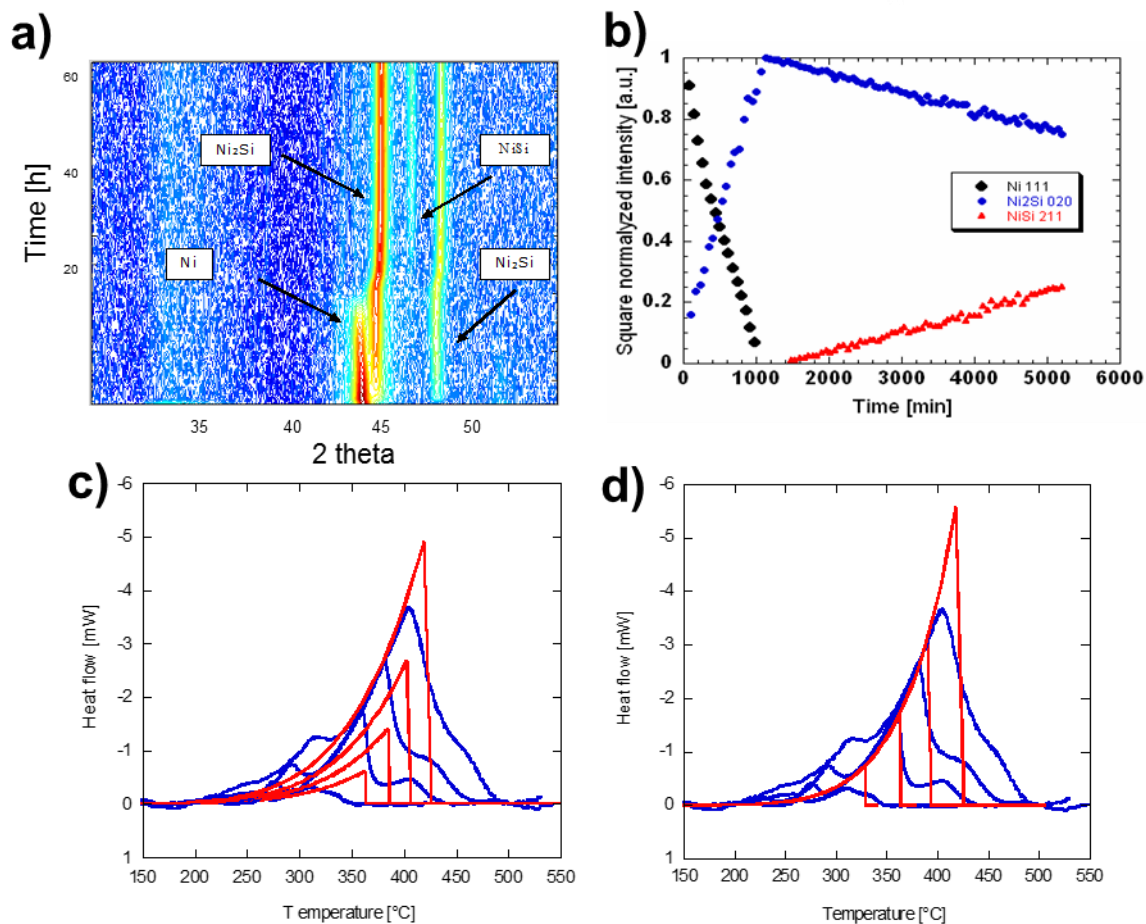 a)
Time [h]
60
40
20
Ni₂Si
NiSi
Ni
Ni₂Si
35
40
45
50
2 theta
b)
Square normalyzed intensity [a.u.]
1
0.8
0.6
0.4
0.2
0
Ni 111
Ni2Si 020
NiSi 211
0 1000 2000 3000 4000 5000 6000
Time [min]
c)
Heat flow [mW]
-6
-5
-4
-3
-2
-1
0
1
150 200 250 300 350 400 450 500 550
T emperature [°C]
d)
Heat flow [mW]
-6
-5
-4
-3
-2
-1
0
1
150 200 250 300 350 400 450 500 550
Temperature [°C]